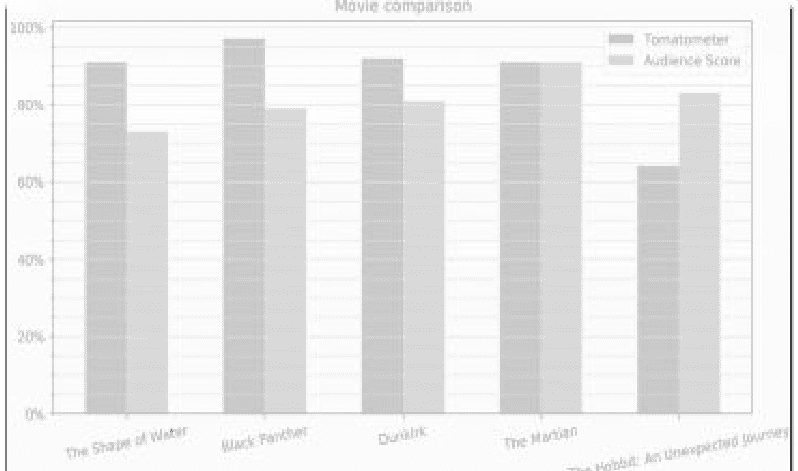 Movie comparison
100%
Tomatometer
Audience Score
80%
60%
40%
20%
0%
The Shape of Water
Black Panther
Dunkirk
The Martian
The Hobbit: An Unexpected Journey